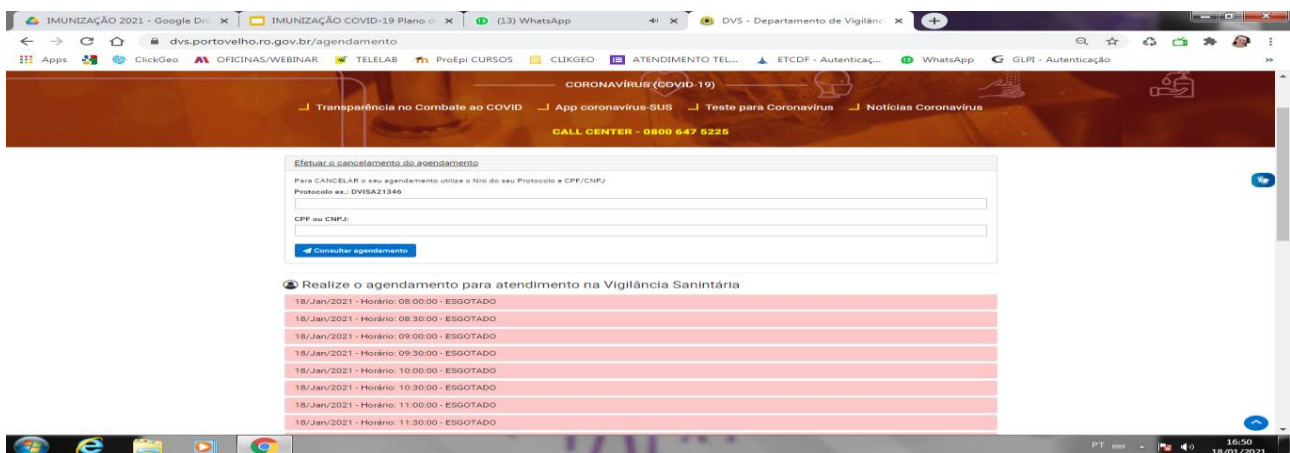 IMUNIZAÇÃO 2021 - Google Dri
IMUNIZAÇÃO COVID-19 Plano d
(13) WhatsApp
DVS - Departamento de Vigilânc
dvs.portovelho.ro.gov.br/agendamento
Apps
ClickGeo
OFICINAS/WEBINAR
TELELAB
ProEpi CURSOS
CLIKGEO
ATENDIMENTO TEL...
ETCDF - Autenticaç...
WhatsApp
GLPI - Autenticação
CORONAVÍRUS (COVID-19)
Transparência no Combate ao COVID
App coronavírus-SUS
Teste para Coronavírus
Notícias Coronavírus
CALL CENTER - 0800 647 5225
Efetuar o cancelamento do agendamento
Para CANCELAR o seu agendamento utilize o Nro do seu Protocolo e CPF/CNPJ
Protocolo ex.: DVISA21346
CPF ou CNPJ:
Consultar agendamento
Realize o agendamento para atendimento na Vigilância Sanintária
18/Jan/2021 - Horário: 08:00:00 - ESGOTADO
18/Jan/2021 - Horário: 08:30:00 - ESGOTADO
18/Jan/2021 - Horário: 09:00:00 - ESGOTADO
18/Jan/2021 - Horário: 09:30:00 - ESGOTADO
18/Jan/2021 - Horário: 10:00:00 - ESGOTADO
18/Jan/2021 - Horário: 10:30:00 - ESGOTADO
18/Jan/2021 - Horário: 11:00:00 - ESGOTADO
18/Jan/2021 - Horário: 11:30:00 - ESGOTADO
PT
16:50
18/01/2021